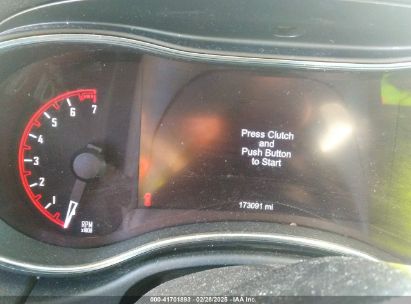 7
6
5
4
3
2
1
RPM
x1000
Press Clutch
and
Push Button
to Start
173091 mi
000-41701893 02/28/2025 IAA Inc.